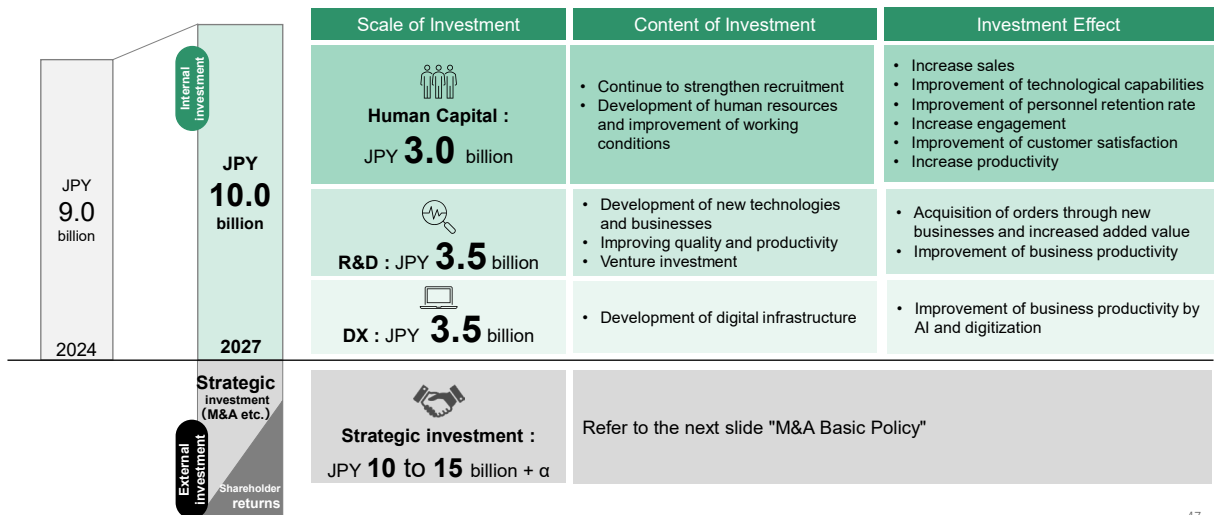 JPY
9.0
billion
2024
Internal
investment
JPY
10.0
billion
2027
Strategic
investment
(M&A etc.)
External
investment
Shareholder
returns
Scale of Investment
Content of Investment
Investment Effect
Human Capital :
JPY 3.0 billion
• Continue to strengthen recruitment
• Development of human resources
and improvement of working
conditions
• Increase sales
• Improvement of technological capabilities
• Improvement of personnel retention rate
• Increase engagement
• Improvement of customer satisfaction
• Increase productivity
R&D : JPY 3.5 billion
• Development of new technologies
and businesses
• Improving quality and productivity
• Venture investment
• Acquisition of orders through new
businesses and increased added value
• Improvement of business productivity
DX : JPY 3.5 billion
• Development of digital infrastructure
• Improvement of business productivity by
AI and digitization
Strategic investment :
JPY 10 to 15 billion + α
Refer to the next slide "M&A Basic Policy"